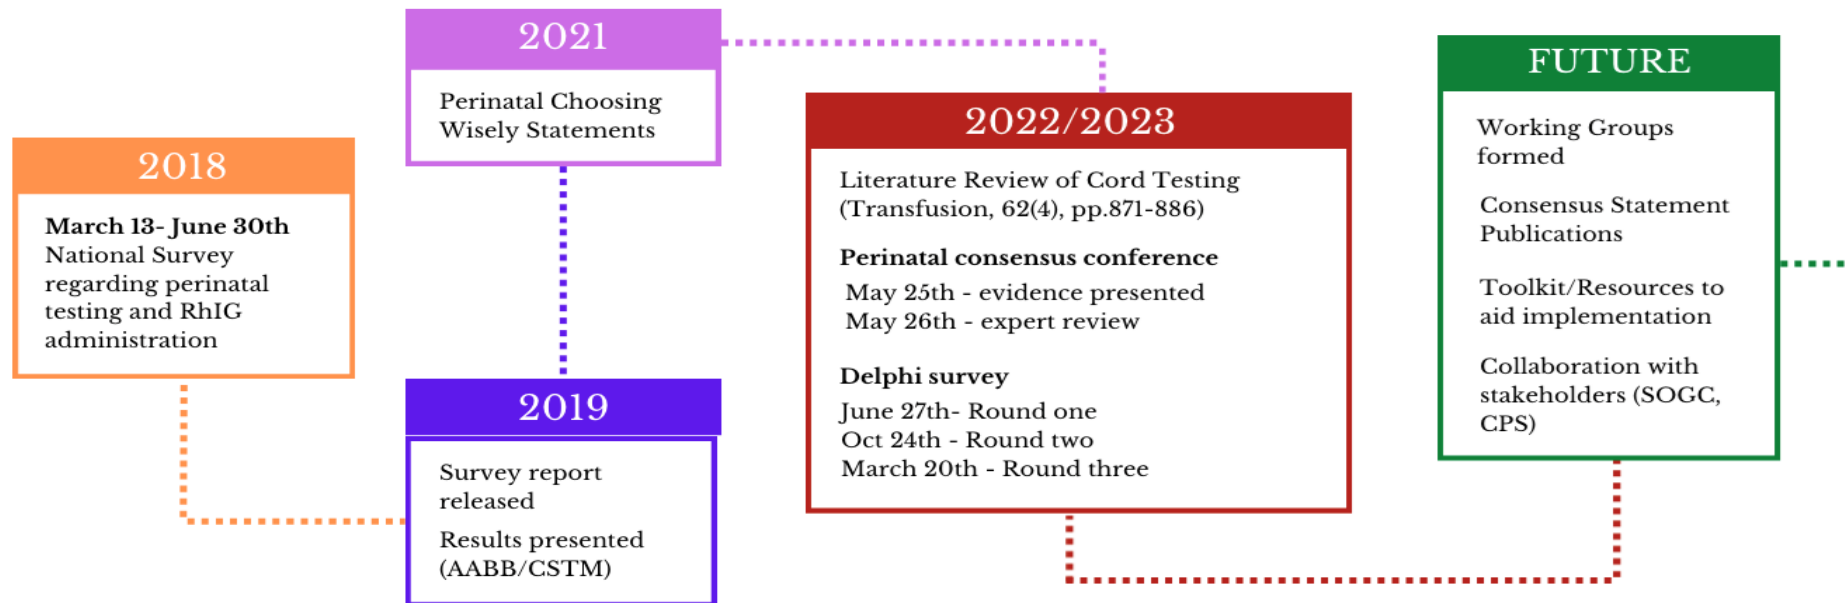 2018
March 13- June 30th
National Survey
regarding perinatal
testing and RhIG
administration
2019
Survey report
released
Results presented
(AABB/CSTM)
2021
Perinatal Choosing
Wisely Statements
2022/2023
Literature Review of Cord Testing
(Transfusion, 62(4), pp.871-886)
Perinatal consensus conference
May 25th - evidence presented
May 26th - expert review
Delphi survey
June 27th- Round one
Oct 24th - Round two
March 20th - Round three
FUTURE
Working Groups
formed
Consensus Statement
Publications
Toolkit/Resources to
aid implementation
Collaboration with
stakeholders (SOGC,
CPS)